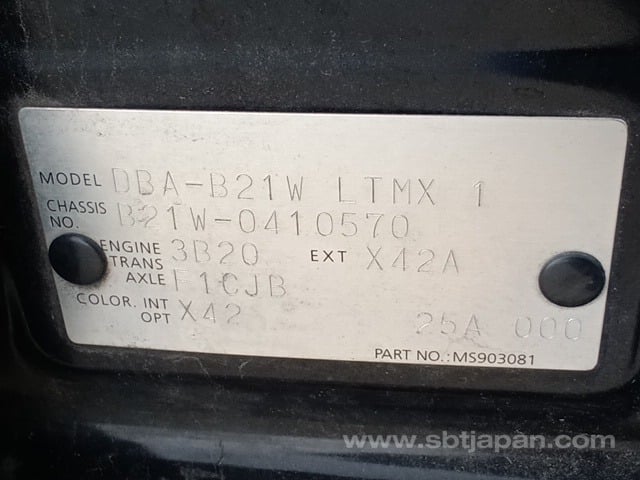 MODEL DBA-B21W LTMX 1
CHASSIS NO. B21W-0410570
ENGINE 3B20 EXT X42A
TRANS AXLE F1CJB
COLOR. INT X42
OPT 25A 000
PART NO.: MS903081
www.sbtjapan.com